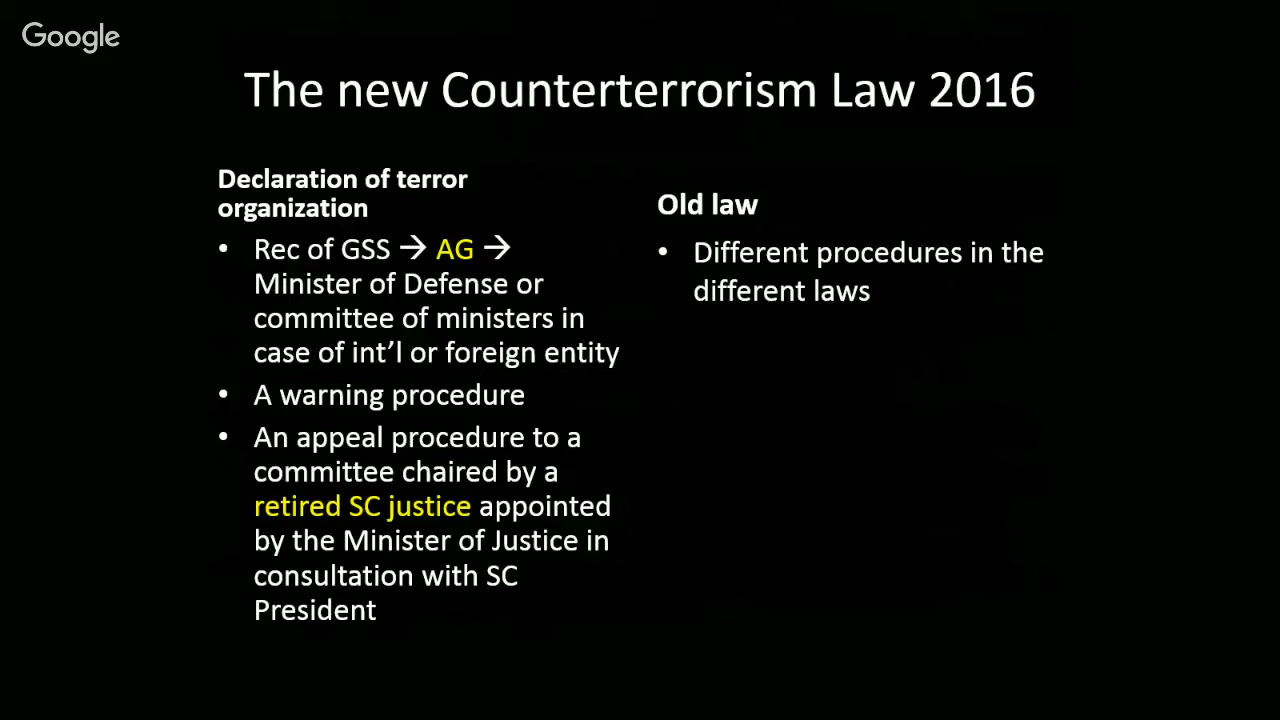 Google
The new Counterterrorism Law 2016
Declaration of terror
organization
• Rec of GSS → AG →
Minister of Defense or
committee of ministers in
case of int’l or foreign entity
• A warning procedure
• An appeal procedure to a
committee chaired by a
retired SC justice appointed
by the Minister of Justice in
consultation with SC
President
Old law
• Different procedures in the
different laws